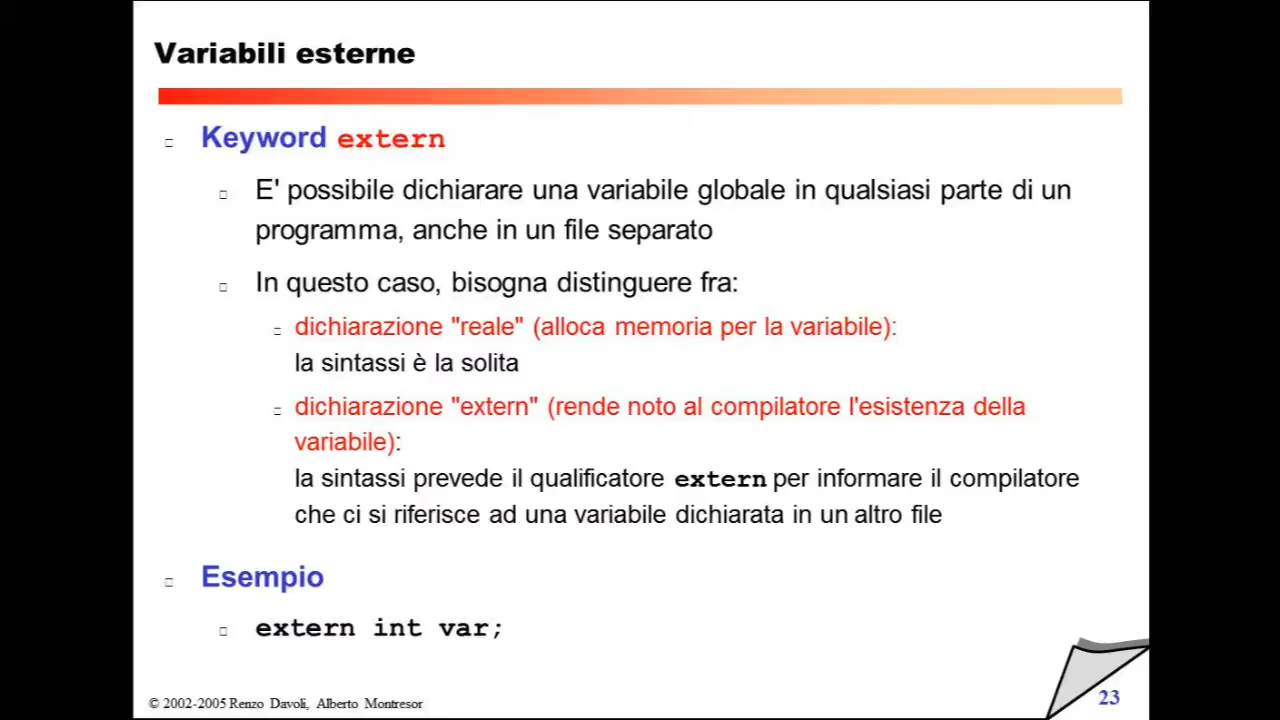 Variabili esterne
Keyword extern
E' possibile dichiarare una variabile globale in qualsiasi parte di un
programma, anche in un file separato
In questo caso, bisogna distinguere fra:
dichiarazione "reale" (alloca memoria per la variabile):
la sintassi è la solita
dichiarazione "extern" (rende noto al compilatore l'esistenza della
variabile):
la sintassi prevede il qualificatore extern per informare il compilatore
che ci si riferisce ad una variabile dichiarata in un altro file
Esempio
extern int var;
© 2002-2005 Renzo Davoli, Alberto Montresor
23